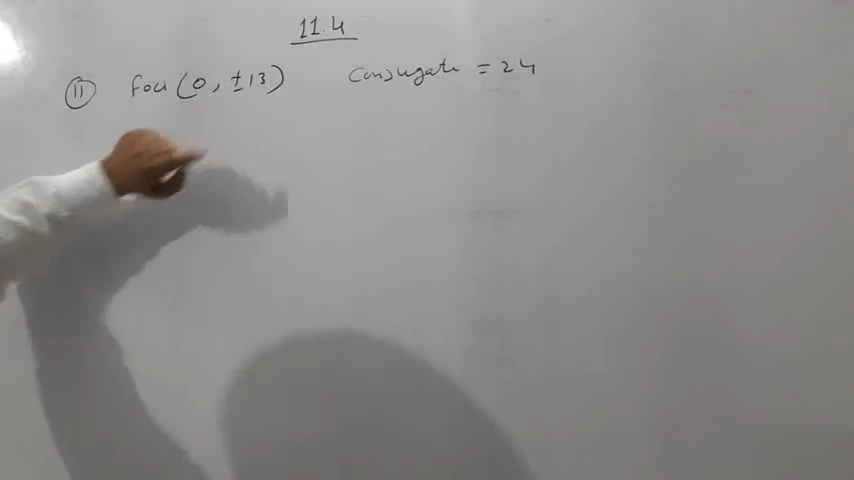 11.4
11 foci (0, ±13) Conjugate = 24